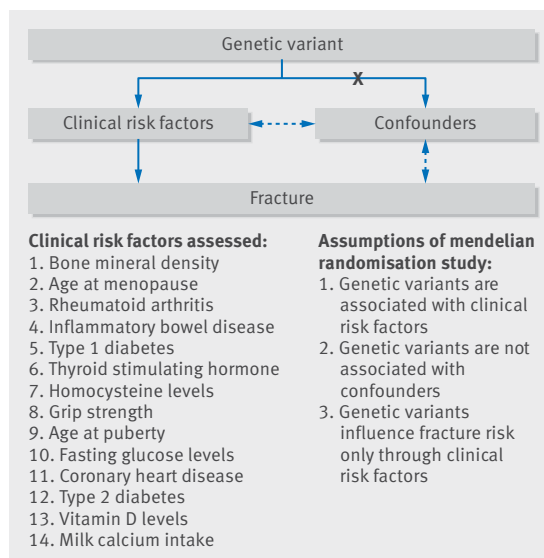 Genetic variant
X
Clinical risk factors
Confounders
Fracture
Clinical risk factors assessed:
1. Bone mineral density
2. Age at menopause
3. Rheumatoid arthritis
4. Inflammatory bowel disease
5. Type 1 diabetes
6. Thyroid stimulating hormone
7. Homocysteine levels
8. Grip strength
9. Age at puberty
10. Fasting glucose levels
11. Coronary heart disease
12. Type 2 diabetes
13. Vitamin D levels
14. Milk calcium intake
Assumptions of mendelian
randomisation study:
1. Genetic variants are
associated with clinical
risk factors
2. Genetic variants are not
associated with
confounders
3. Genetic variants
influence fracture risk
only through clinical
risk factors